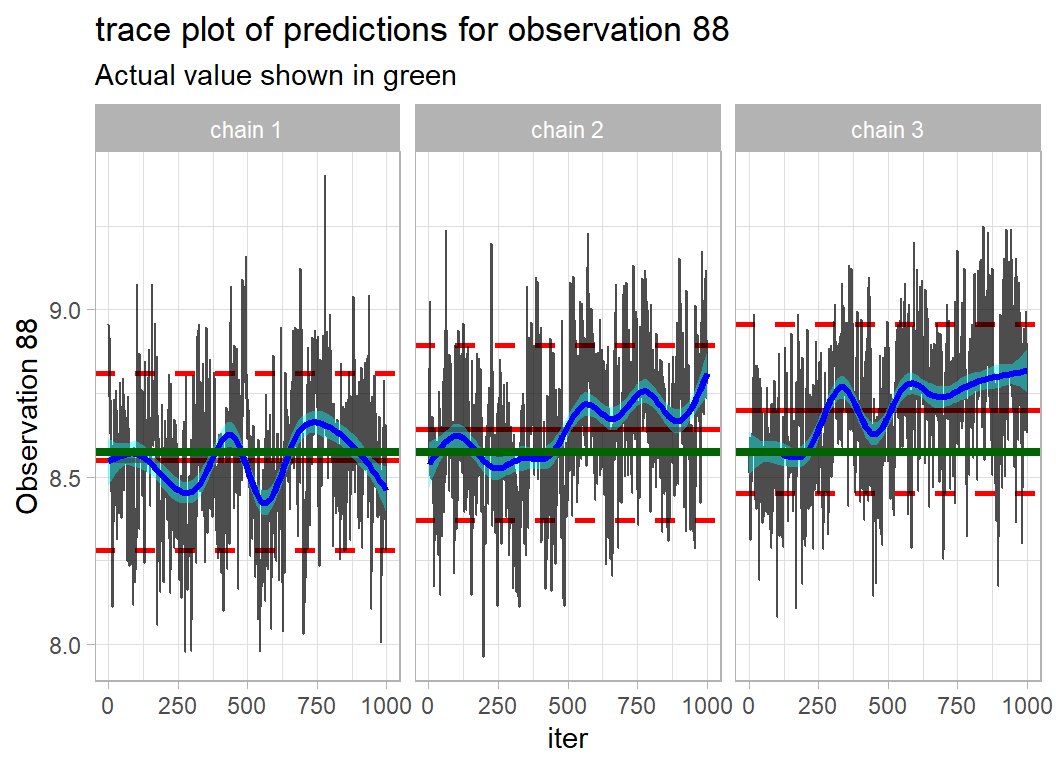 trace plot of predictions for observation 88
Actual value shown in green
chain 1 chain 2 chain 3
Observation 88
9.0
8.5
8.0
0 250 500 750 1000 0 250 500 750 1000 0 250 500 750 1000
iter